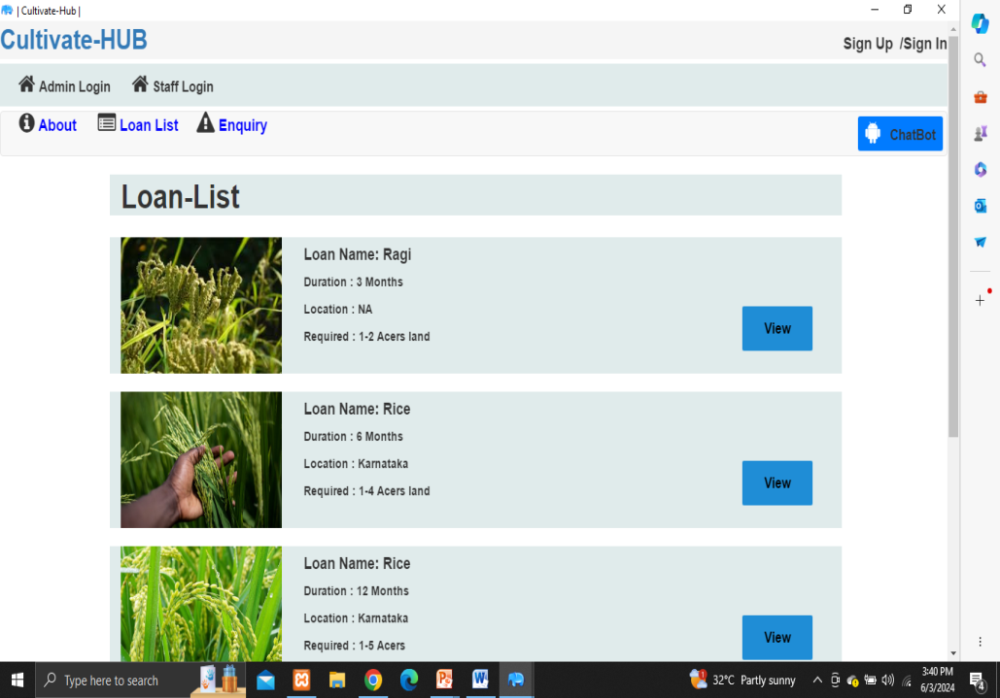 | Cultivate-Hub |
Cultivate-HUB
Sign Up /Sign In
Admin Login Staff Login
About Loan List Enquiry
ChatBot
Loan-List
Loan Name: Ragi
Duration : 3 Months
Location : NA
Required : 1-2 Acers land
View
Loan Name: Rice
Duration : 6 Months
Location : Karnataka
Required : 1-4 Acers land
View
Loan Name: Rice
Duration : 12 Months
Location : Karnataka
Required : 1-5 Acers
View
Type here to search
32°C Partly sunny
3:40 PM
6/3/2024
4